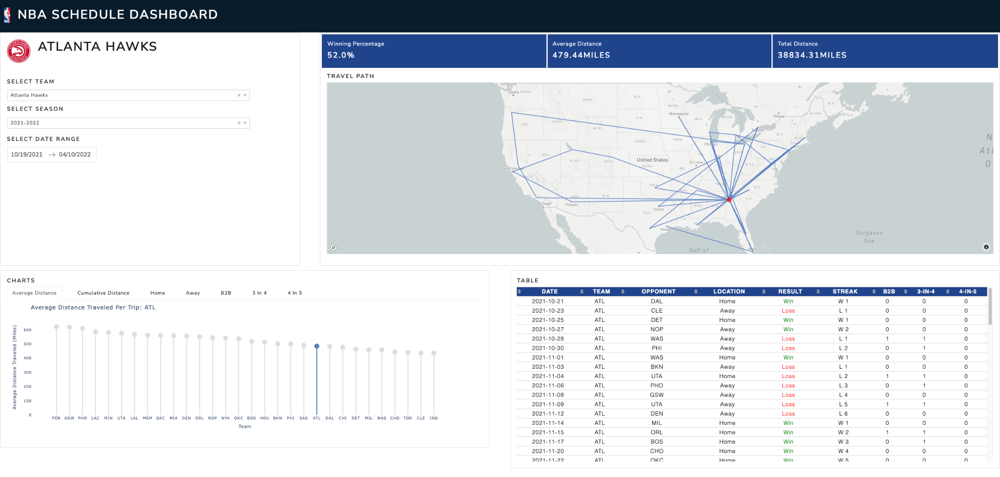 NBA SCHEDULE DASHBOARD
ATLANTA HAWKS
SELECT TEAM
Atlanta Hawks
SELECT SEASON
2021-2022
SELECT DATE RANGE
10/19/2021 → 04/10/2022
Winning Percentage
52.0%
Average Distance
479.44MILES
Total Distance
38834.31MILES
TRAVEL PATH
Vancouver
Seattle WASH.
MONT.
N.D.
MINN.
Minneapolis
Ottawa
MAINE
N.B.
N.S.
ORE.
IDAHO
WYO.
S.D.
WIS.
MICH.
Toronto
VT.
N.Y.
MASS.
CONN.
NEBR.
IOWA
Chicago
PA.
OHIO
NEV.
UTAH
COLO.
United States
KANS.
St. Louis
MO.
W.VA.
MD.
San Francisco
CALIF.
ARIZ.
N.M.
OKLA.
ARK.
TENN.
N.C.
S.C.
San Diego
Phoenix
Dallas
MISS.
ALA.
TEX.
LA.
Houston
FLA.
Miami
Gulf of
Sargasso
Sea
N
Atl
O
CHARTS
Average Distance Cumulative Distance Home Away B2B 3 In 4 4 In 5
Average Distance Traveled Per Trip: ATL
Average Distance Traveled (Miles)
600
500
400
300
200
100
0
POR GSW PHO LAC MIN UTA LAL MEM SAC MIA DEN ORL NOP NYK OKC BOS HOU BKN PHI SAS ATL DAL CHI DET MIL WAS CHO TOR CLE IND
Team
TABLE
DATE TEAM OPPONENT LOCATION RESULT STREAK B2B 3-IN-4 4-IN-5
2021-10-21 ATL DAL Home Win W 1 0 0 0
2021-10-23 ATL CLE Away Loss L 1 0 0 0
2021-10-25 ATL DET Home Win W 1 0 0 0
2021-10-27 ATL NOP Away Win W 2 0 0 0
2021-10-28 ATL WAS Away Loss L 1 1 1 0
2021-10-30 ATL PHI Away Loss L 2 0 1 0
2021-11-01 ATL WAS Home Win W 1 0 0 0
2021-11-03 ATL BKN Away Loss L 1 0 0 0
2021-11-04 ATL UTA Home Loss L 2 1 1 0
2021-11-06 ATL PHO Away Loss L 3 0 1 0
2021-11-08 ATL GSW Away Loss L 4 0 0 0
2021-11-09 ATL UTA Away Loss L 5 1 1 0
2021-11-12 ATL DEN Away Loss L 6 0 0 0
2021-11-14 ATL MIL Home Win W 1 0 0 0
2021-11-15 ATL ORL Home Win W 2 1 1 0
2021-11-17 ATL BOS Home Win W 3 0 1 0
2021-11-20 ATL CHO Home Win W 4 0 0 0
2021-11-22 ATL OKC Home Win W 5 0 0 0